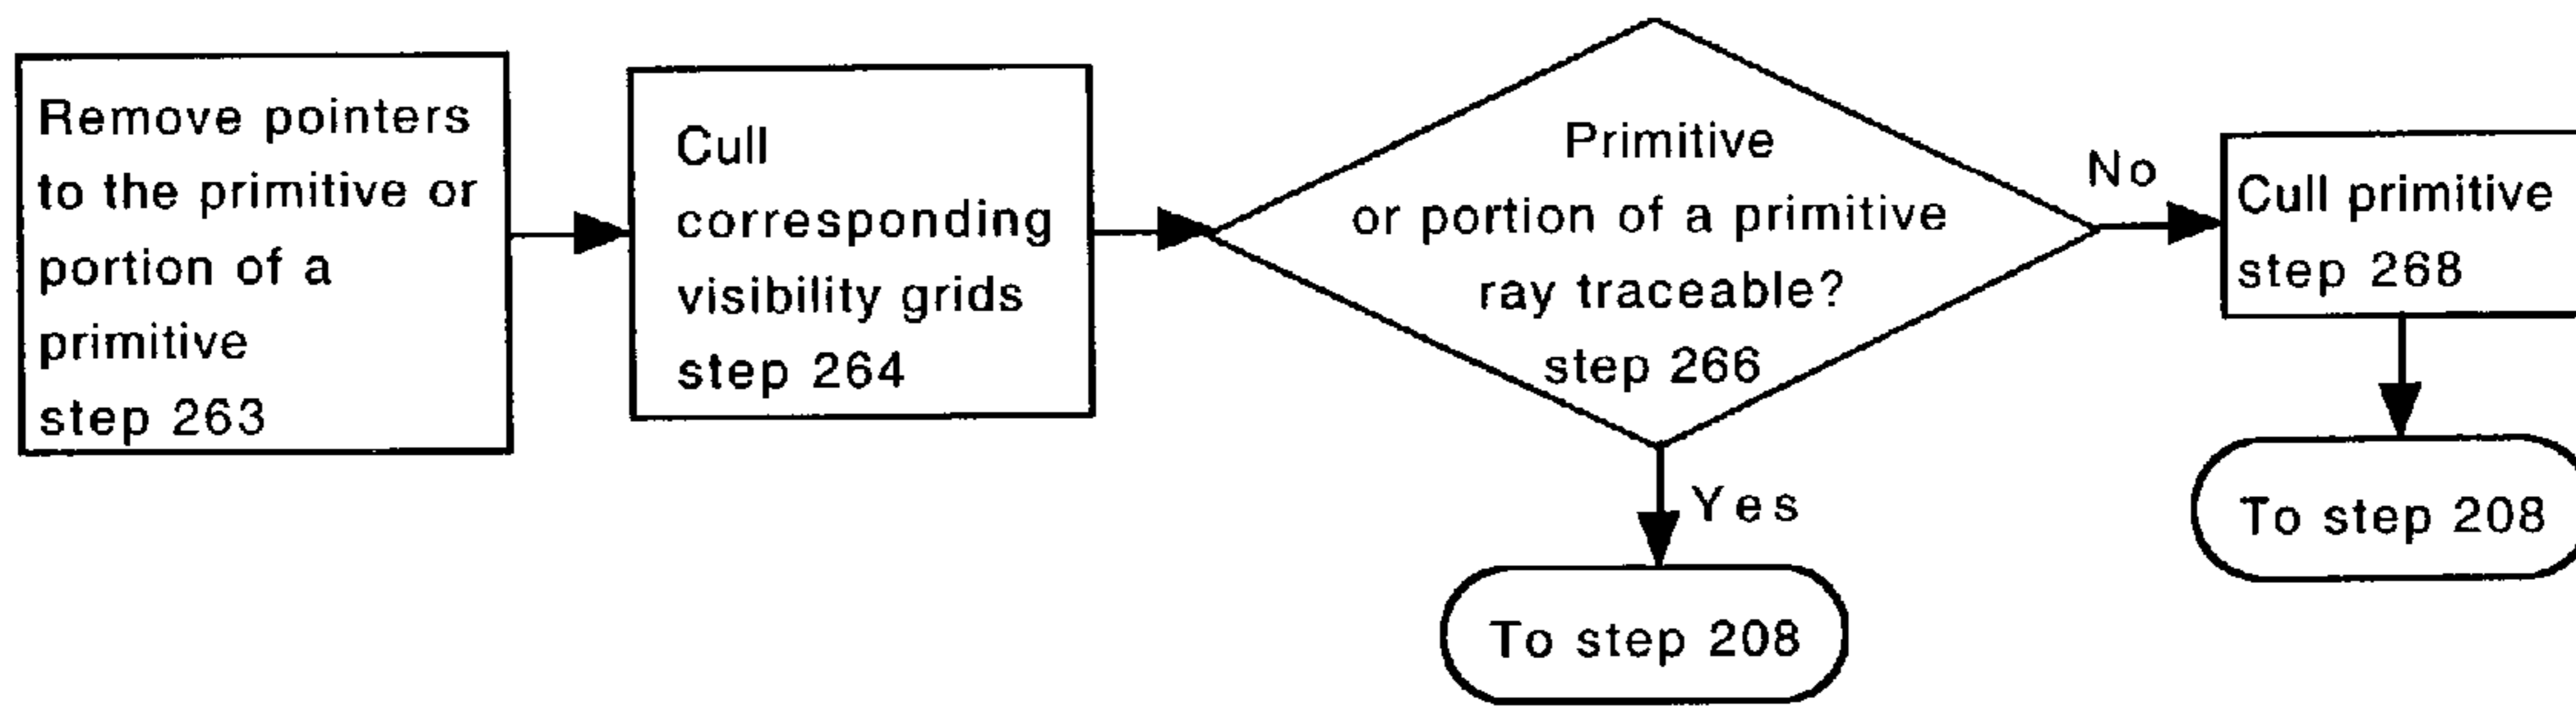 Remove pointers
to the primitive or
portion of a
primitive
step 263
Cull
corresponding
visibility grids
step 264
Primitive
or portion of a primitive
ray traceable?
step 266
No
Cull primitive
step 268
Yes
To step 208
To step 208